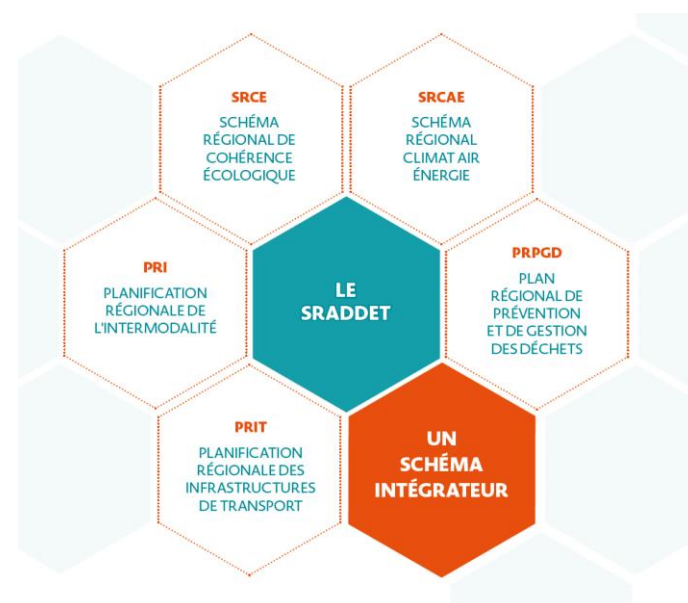 SRCE
SCHÉMA
RÉGIONAL DE
COHÉRENCE
ÉCOLOGIQUE
SRCAE
SCHÉMA
RÉGIONAL
CLIMAT AIR
ÉNERGIE
PRI
PLANIFICATION
RÉGIONALE DE
L'INTERMODALITÉ
LE
SRADDET
PRPGD
PLAN
RÉGIONAL DE
PRÉVENTION
ET DE GESTION
DES DÉCHETS
PRIT
PLANIFICATION
RÉGIONALE DES
INFRASTRUCTURES
DE TRANSPORT
UN
SCHÉMA
INTÉGRATEUR